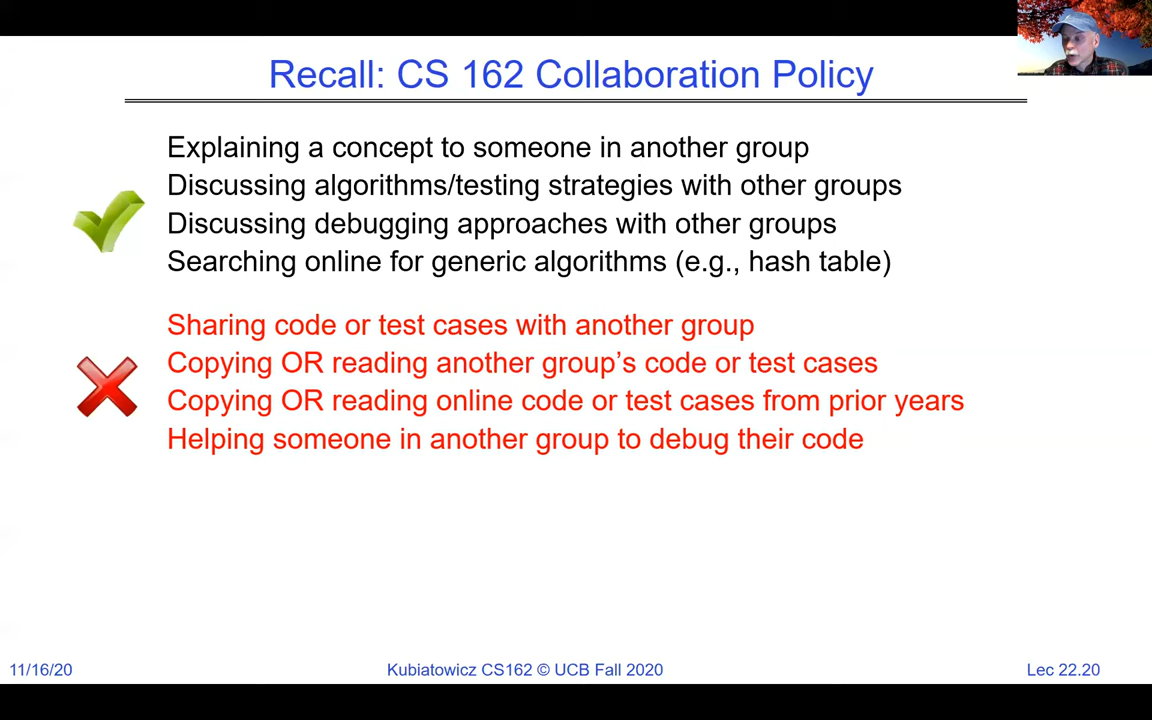 Recall: CS 162 Collaboration Policy
Explaining a concept to someone in another group
Discussing algorithms/testing strategies with other groups
Discussing debugging approaches with other groups
Searching online for generic algorithms (e.g., hash table)
Sharing code or test cases with another group
Copying OR reading another group’s code or test cases
Copying OR reading online code or test cases from prior years
Helping someone in another group to debug their code
11/16/20
Kubiatowicz CS162 © UCB Fall 2020
Lec 22.20